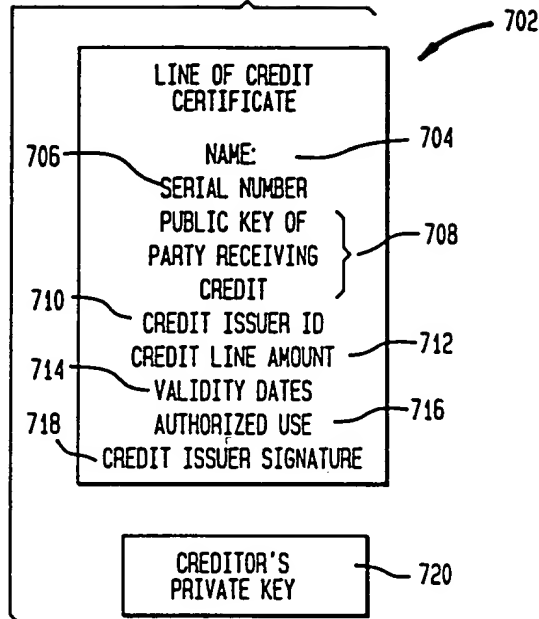 702
LINE OF CREDIT
CERTIFICATE
NAME: 704
706
SERIAL NUMBER
PUBLIC KEY OF
PARTY RECEIVING 708
CREDIT
710
CREDIT ISSUER ID
CREDIT LINE AMOUNT 712
714
VALIDITY DATES
AUTHORIZED USE 716
718
CREDIT ISSUER SIGNATURE
CREDITOR'S
PRIVATE KEY 720